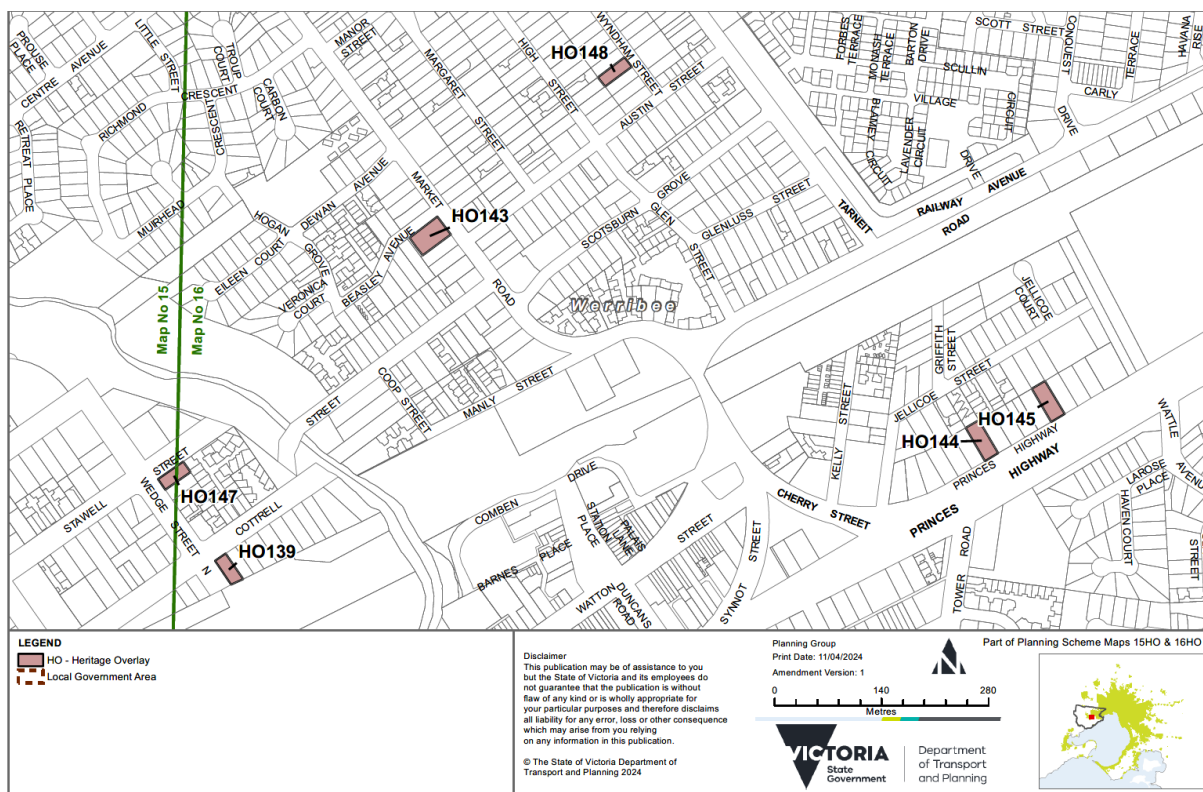 PROUSE PLACE
CENTRE AVENUE
LITTLE STREET
TROUP COURT
CARBON COURT
CRESCENT
CRESCENT
RICHMOND
RETREAT PLACE
MUIRHEAD
MANOR STREET
MARGARET STREET
HIGH STREET
WYNDHAM STREET
HO148
AUSTIN STREET
FORBES TERRACE
MONASH TERRACE
BARTON DRIVE
SCOTT STREET
CONQUEST DRIVE
TERRACE
HAVANA RISE
SCULLIN
CARLY
VILLAGE
CIRCUIT
BLAMEY CIRCUIT
LAVENDER CIRCUIT
DRIVE
RAILWAY AVENUE
ROAD
TARNEIT
HOGAN GROVE
DEWAN AVENUE
MARKET ROAD
HO143
EILEEN COURT
VERONICA COURT
BEASLEY AVENUE
SCOTSBURN GROVE
GLEN STREET
GLENLUSS STREET
Werribee
Map No 15
Map No 16
JELLICOE COURT
GRIFFITH STREET
JELLICOE STREET
KELLY STREET
COOP STREET
MANLY STREET
STREET
HO145
HO144
PRINCES HIGHWAY
PRINCES HIGHWAY
WATTLE AVENUE
LAROSE PLACE
HAVEN COURT
STREET
STAWELL STREET
HO147
WEDGE STREET N
COTTRELL
HO139
COMBEN DRIVE
STATION PLACE
PALAIS LANE
BARNES PLACE
WATTON STREET
DUNCANS ROAD
SYNNOT STREET
CHERRY STREET
TOWER ROAD
LEGEND
HO - Heritage Overlay
Local Government Area
Disclaimer
This publication may be of assistance to you
but the State of Victoria and its employees do
not guarantee that the publication is without
flaw of any kind or is wholly appropriate for
your particular purposes and therefore disclaims
all liability for any error, loss or other consequence
which may arise from you relying
on any information in this publication.
© The State of Victoria Department of
Transport and Planning 2024
Planning Group
Print Date: 11/04/2024
Amendment Version: 1
0 140 280
Metres
N
VICTORIA
State
Government
Department
of Transport
and Planning
Part of Planning Scheme Maps 15HO & 16HO